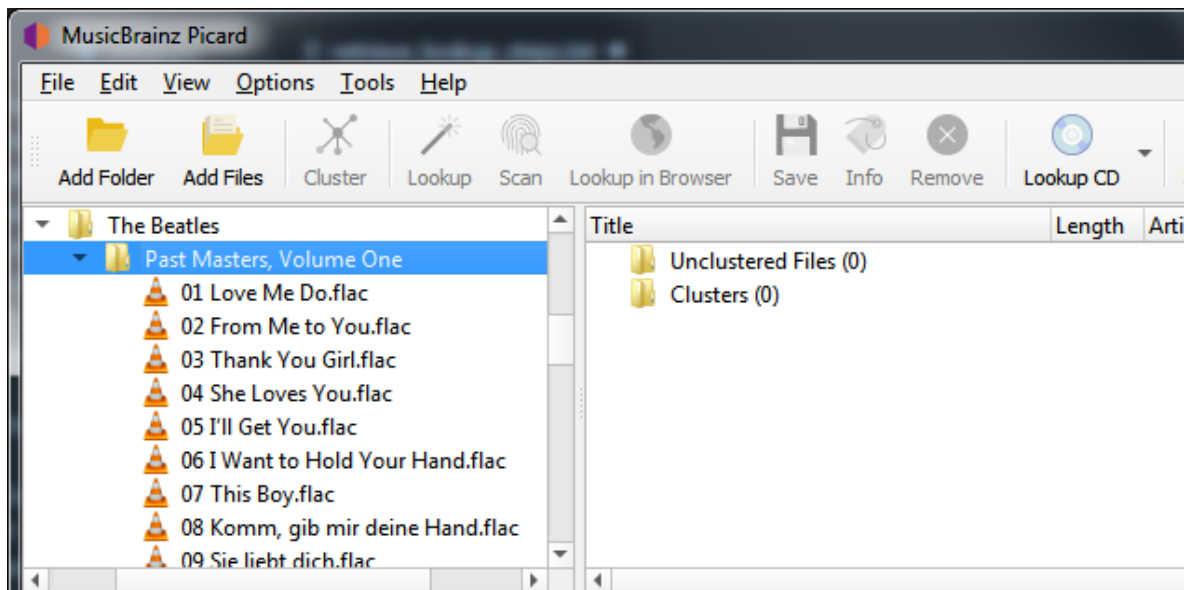 MusicBrainz Picard
File Edit View Options Tools Help
Add Folder Add Files Cluster Lookup Scan Lookup in Browser Save Info Remove Lookup CD
The Beatles
Past Masters, Volume One
01 Love Me Do.flac
02 From Me to You.flac
03 Thank You Girl.flac
04 She Loves You.flac
05 I'll Get You.flac
06 I Want to Hold Your Hand.flac
07 This Boy.flac
08 Komm, gib mir deine Hand.flac
09 Sie liebt dich.flac
Title Length Arti
Unclustered Files (0)
Clusters (0)